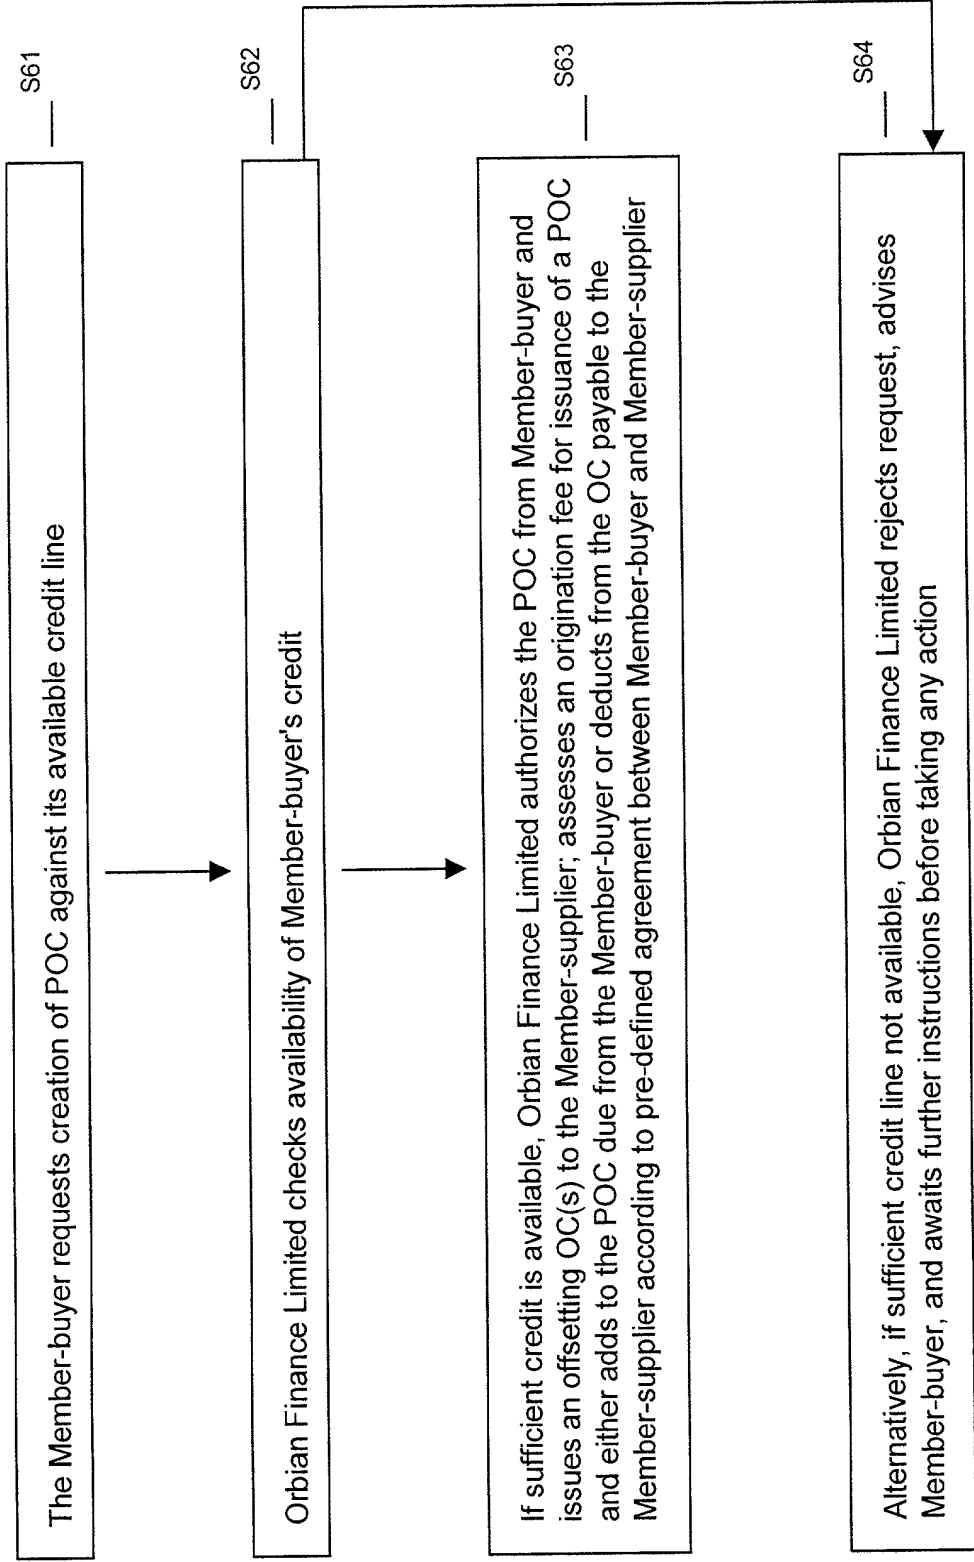 The Member-buyer requests creation of POC against its available credit line
S61
Orbian Finance Limited checks availability of Member-buyer's credit
S62
If sufficient credit is available, Orbian Finance Limited authorizes the POC from Member-buyer and
issues an offsetting OC(s) to the Member-supplier; assesses an origination fee for issuance of a POC
and either adds to the POC due from the Member-buyer or deducts from the OC payable to the
Member-supplier according to pre-defined agreement between Member-buyer and Member-supplier
S63
Alternatively, if sufficient credit line not available, Orbian Finance Limited rejects request, advises
Member-buyer, and awaits further instructions before taking any action
S64